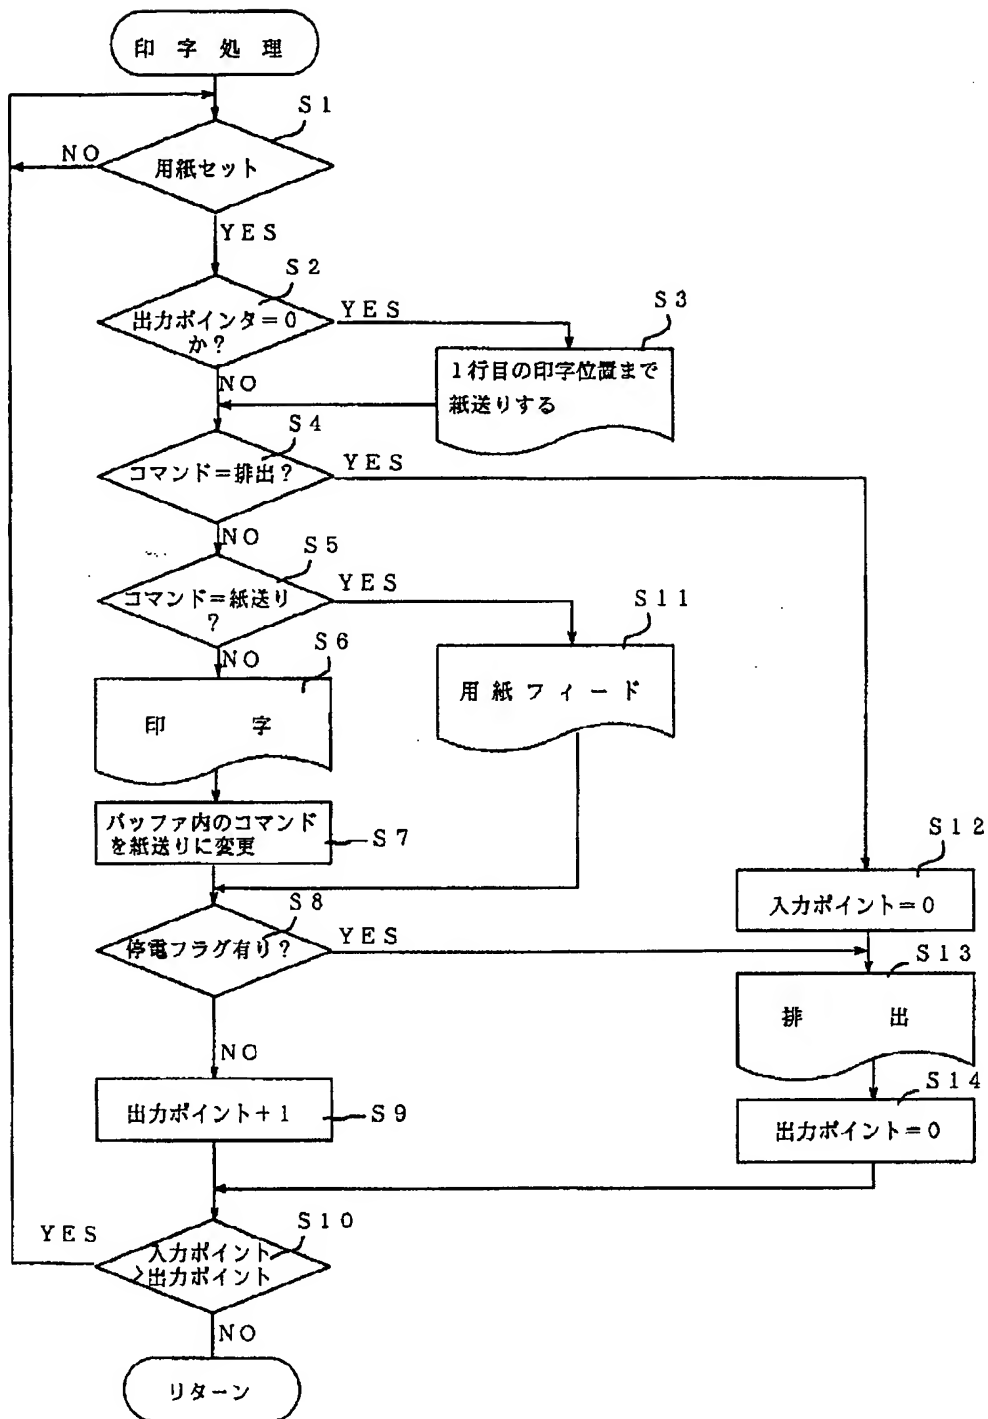 印字処理
S1
NO
用紙セット
YES
S2
出力ポインタ=0
か?
YES
S3
1行目の印字位置まで
紙送りする
NO
S4
コマンド=排出?
YES
NO
S5
コマンド=紙送り
?
YES
S11
用紙フィード
NO
S6
印字
バッファ内のコマンド
を紙送りに変更
S7
S12
入力ポイント=0
S8
停電フラグ有り?
YES
S13
排出
NO
出力ポイント+1
S9
S14
出力ポイント=0
S10
YES
入力ポイント
>出力ポイント
NO
リターン